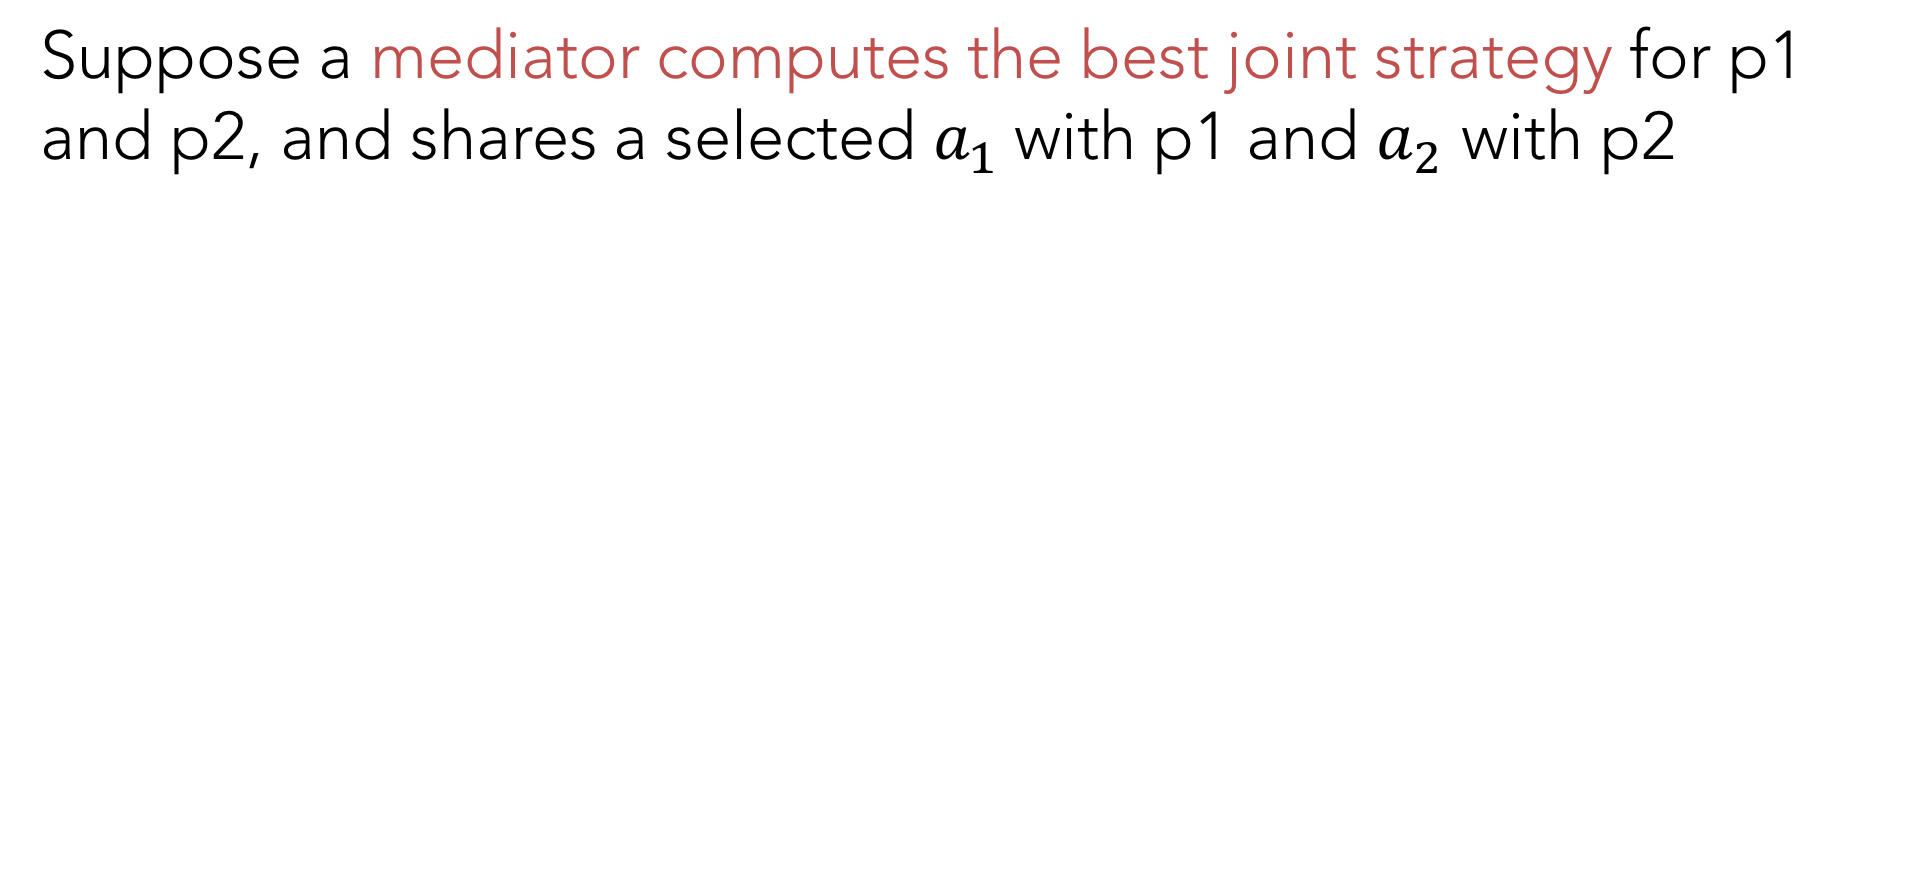 Suppose a mediator computes the best joint strategy for p1
and p2, and shares a selected a₁ with p1 and a₂ with p2